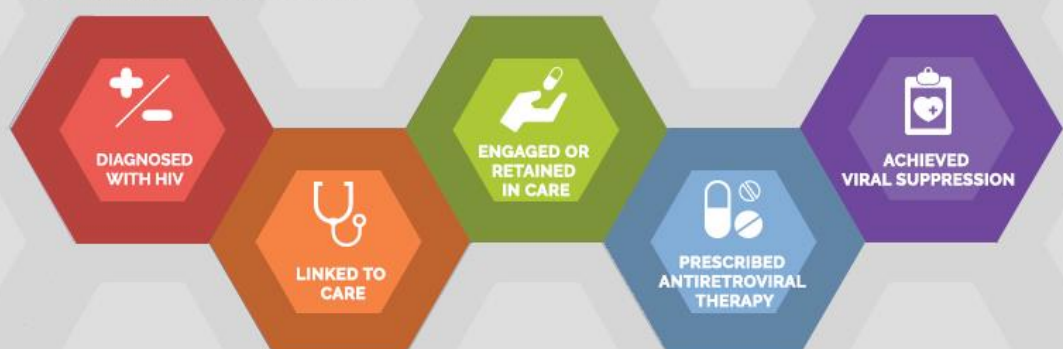 DIAGNOSED
WITH HIV
LINKED TO
CARE
ENGAGED OR
RETAINED
IN CARE
PRESCRIBED
ANTIRETROVIRAL
THERAPY
ACHIEVED
VIRAL SUPPRESSION